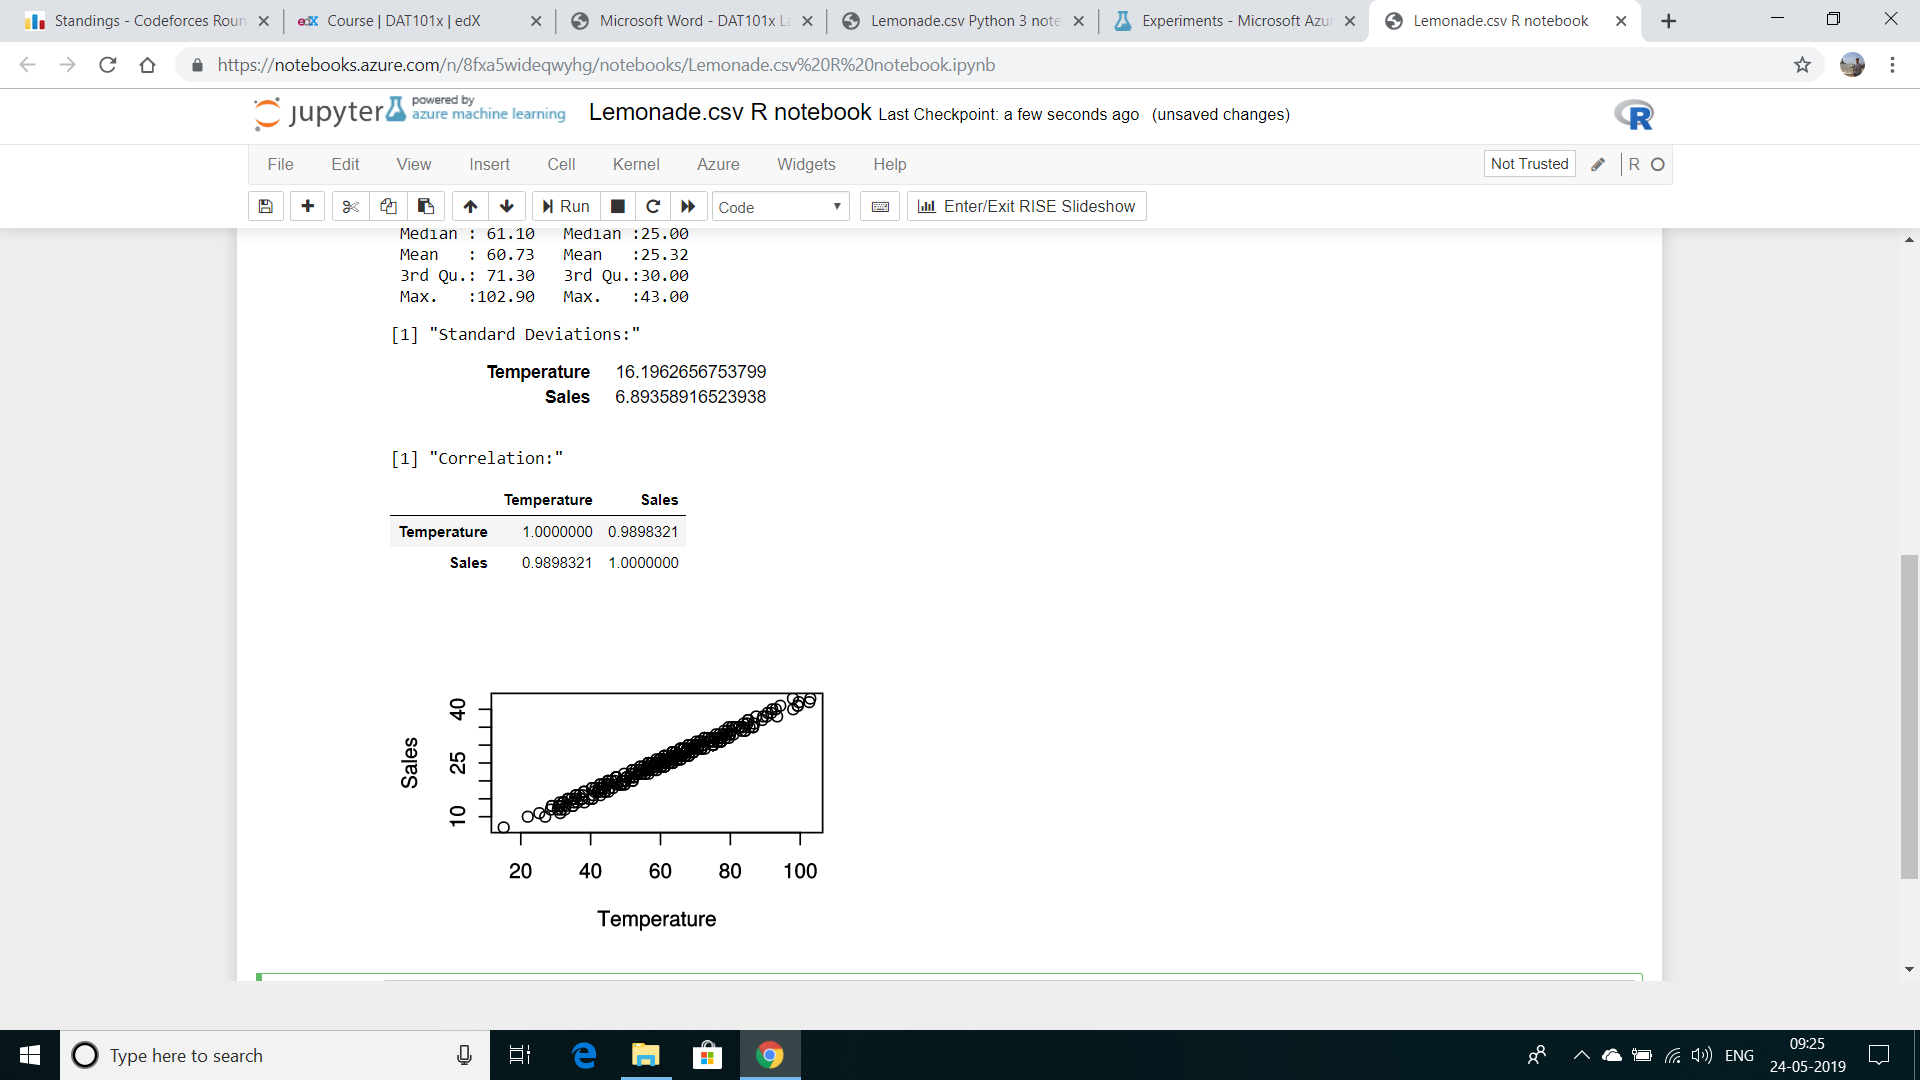 Standings - Codeforces Roun
edX Course | DAT101x | edX
Microsoft Word - DAT101x La
Lemonade.csv Python 3 note
Experiments - Microsoft Azur
Lemonade.csv R notebook
https://notebooks.azure.com/n/8fxa5wideqwyhg/notebooks/Lemonade.csv%20R%20notebook.ipynb
jupyter powered by
azure machine learning
Lemonade.csv R notebook Last Checkpoint: a few seconds ago (unsaved changes)
R
File Edit View Insert Cell Kernel Azure Widgets Help Not Trusted R
Run Code Enter/Exit RISE Slideshow
Median : 61.10 Median :25.00
Mean : 60.73 Mean :25.32
3rd Qu.: 71.30 3rd Qu.:30.00
Max. :102.90 Max. :43.00
[1] "Standard Deviations:"
Temperature 16.1962656753799
Sales 6.89358916523938
[1] "Correlation:"
Temperature Sales
Temperature 1.0000000 0.9898321
Sales 0.9898321 1.0000000
Sales
40
25
10
20 40 60 80 100
Temperature
Type here to search
ENG
09:25
24-05-2019